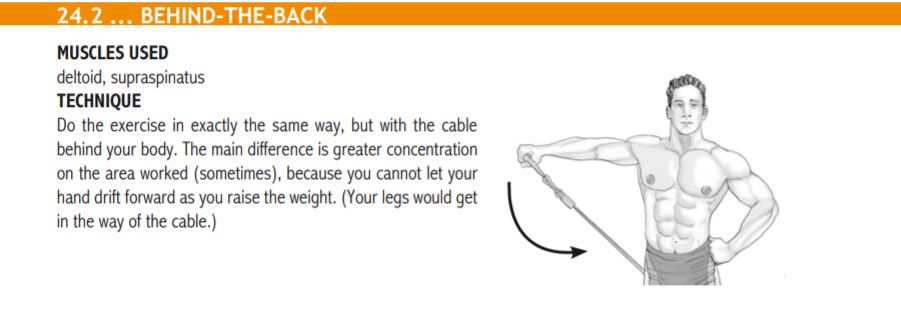 24.2 ... BEHIND-THE-BACK
MUSCLES USED
deltoid, supraspinatus
TECHNIQUE
Do the exercise in exactly the same way, but with the cable
behind your body. The main difference is greater concentration
on the area worked (sometimes), because you cannot let your
hand drift forward as you raise the weight. (Your legs would get
in the way of the cable.)